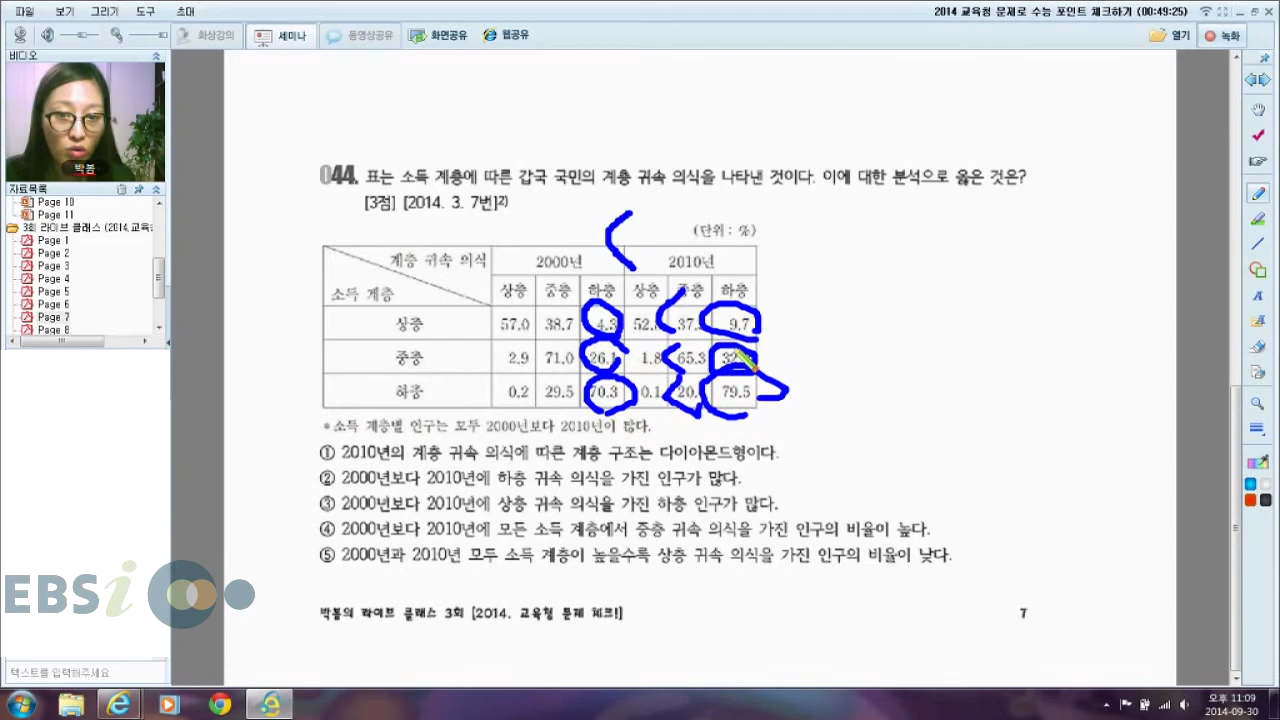 파일 보기 그리기 도구 초대
2014 교육청 문제로 수능 포인트 체크하기 (00:49:25)
화상강의 세미나 동영상공유 화면공유 웹공유
열기 녹화
비디오
박봄
자료목록
Page 10
Page 11
3회 라이브 클래스 (2014.교육청
Page 1
Page 2
Page 3
Page 4
Page 5
Page 6
Page 7
Page 8
044. 표는 소득 계층에 따른 갑국 국민의 계층 귀속 의식을 나타낸 것이다. 이에 대한 분석으로 옳은 것은?
[3점] [2014. 3. 7번]2)
(단위 : %)
계층 귀속 의식 2000년 2010년
소득 계층 상층 중층 하층 상층 중층 하층
상층 57.0 38.7 4.3 52. 37. 9.7
중층 2.9 71.0 26.1 1.8 65.3
하층 0.2 29.5 70.3 0.1 20. 79.5
* 소득 계층별 인구는 모두 2000년보다 2010년이 많다.
① 2010년의 계층 귀속 의식에 따른 계층 구조는 다이아몬드형이다.
② 2000년보다 2010년에 하층 귀속 의식을 가진 인구가 많다.
③ 2000년보다 2010년에 상층 귀속 의식을 가진 하층 인구가 많다.
④ 2000년보다 2010년에 모든 소득 계층에서 중층 귀속 의식을 가진 인구의 비율이 높다.
⑤ 2000년과 2010년 모두 소득 계층이 높을수록 상층 귀속 의식을 가진 인구의 비율이 낮다.
EBSi
박봄의 라이브 클래스 3회 [2014. 교육청 문제 체크!]
7
텍스트를 입력해주세요
오후 11:09
2014-09-30